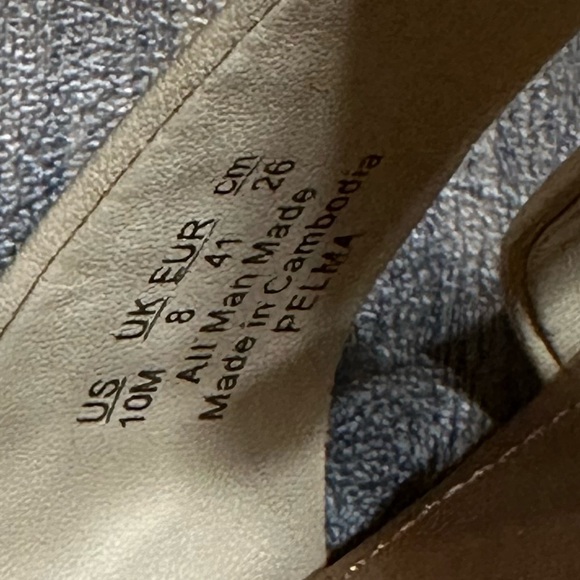 US UK EUR cm
10M 8 41 26
All Man Made
Made in Cambodia
PELMA